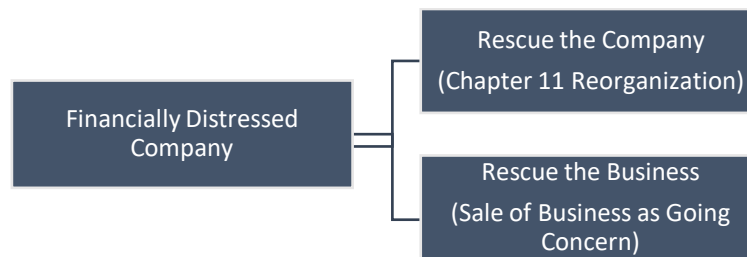 Financially Distressed
Company
Rescue the Company
(Chapter 11 Reorganization)
Rescue the Business
(Sale of Business as Going
Concern)